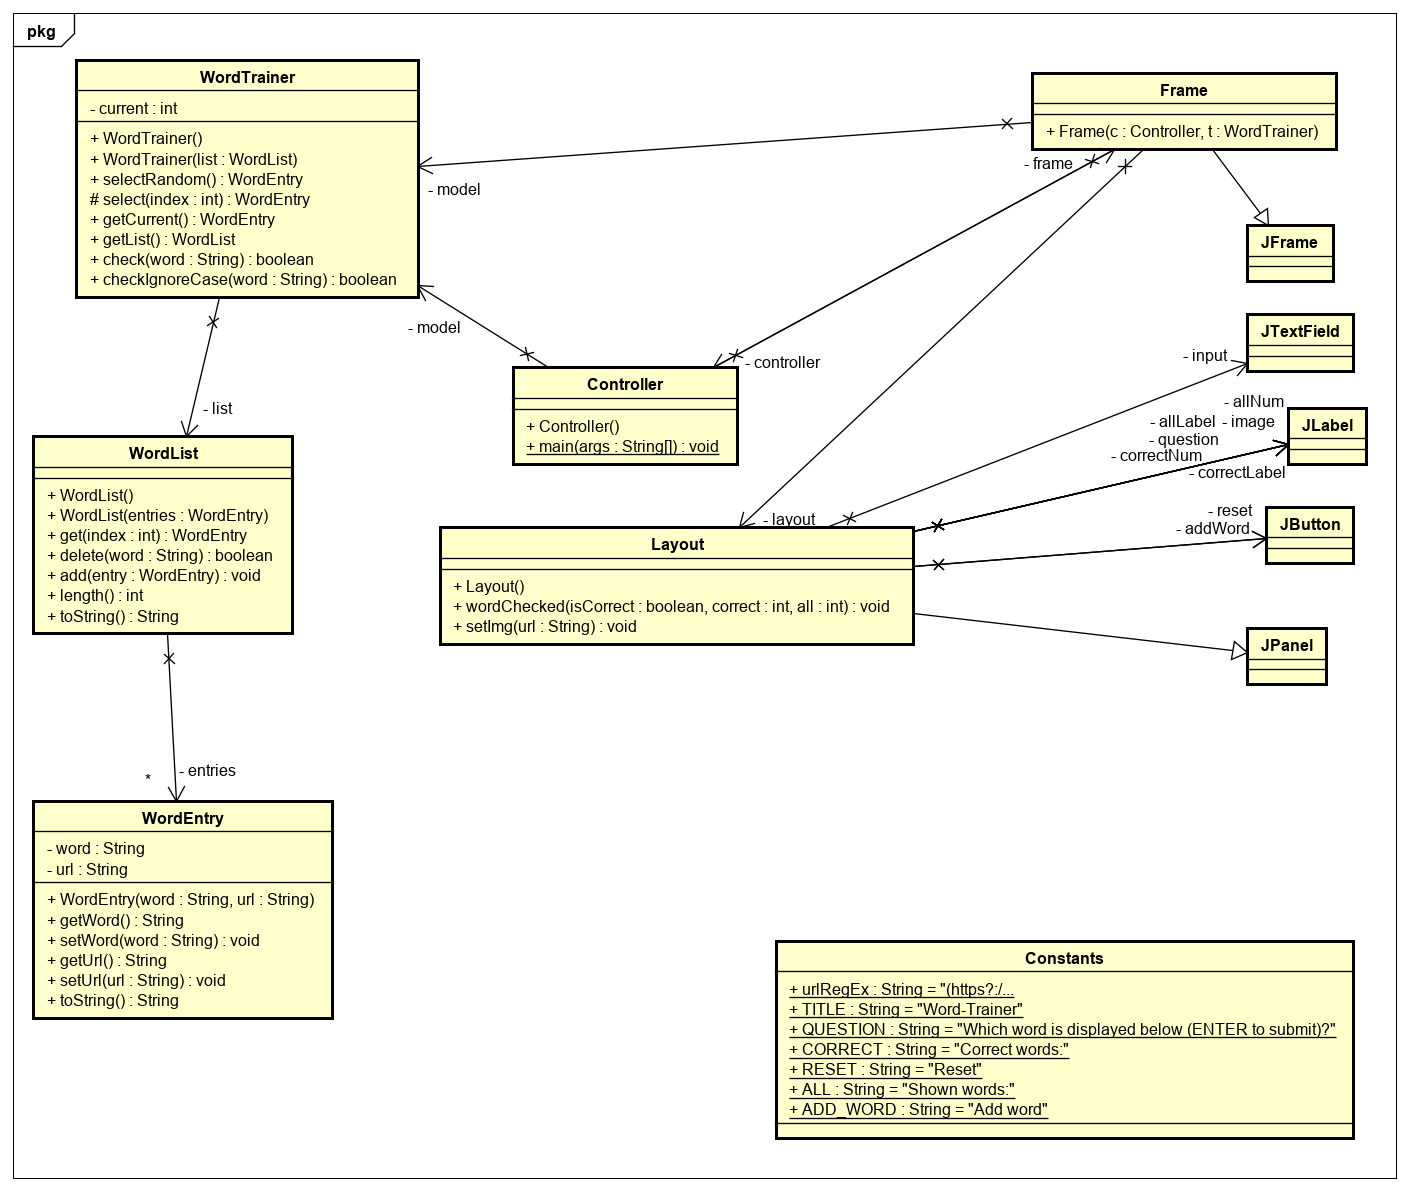 pkg
WordTrainer
- current : int
+ WordTrainer()
+ WordTrainer(list : WordList)
+ selectRandom() : WordEntry
# select(index : int) : WordEntry
+ getCurrent() : WordEntry
+ getList() : WordList
+ check(word : String) : boolean
+ checkIgnoreCase(word : String) : boolean
Frame
+ Frame(c : Controller, t : WordTrainer)
- frame
- model
JFrame
- model
- controller
Controller
+ Controller()
+ main(args : String[]) : void
JTextField
- input
- allNum
- allLabel
- image
- question
- correctNum
- correctLabel
JLabel
- list
WordList
+ WordList()
+ WordList(entries : WordEntry)
+ get(index : int) : WordEntry
+ delete(word : String) : boolean
+ add(entry : WordEntry) : void
+ length() : int
+ toString() : String
- layout
Layout
+ Layout()
+ wordChecked(isCorrect : boolean, correct : int, all : int) : void
+ setImg(url : String) : void
- reset
- addWord
JButton
JPanel
*
- entries
WordEntry
- word : String
- url : String
+ WordEntry(word : String, url : String)
+ getWord() : String
+ setWord(word : String) : void
+ getUrl() : String
+ setUrl(url : String) : void
+ toString() : String
Constants
+ urlRegEx : String = "(https?:/...
+ TITLE : String = "Word-Trainer"
+ QUESTION : String = "Which word is displayed below (ENTER to submit)?"
+ CORRECT : String = "Correct words:"
+ RESET : String = "Reset"
+ ALL : String = "Shown words:"
+ ADD_WORD : String = "Add word"